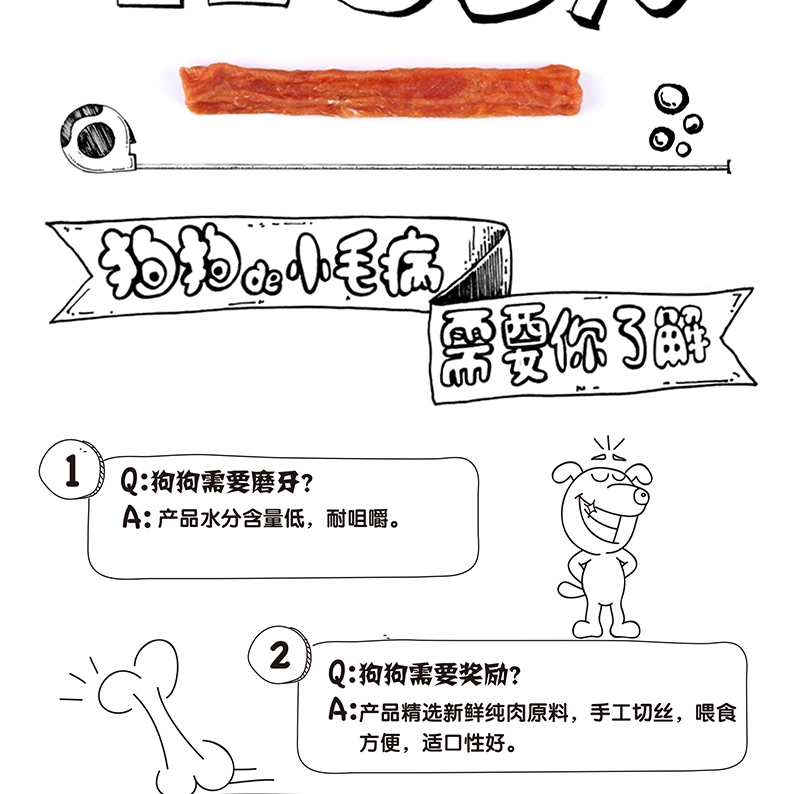 狗狗de小毛病
需要你了解
1
Q:狗狗需要磨牙?
A:产品水分含量低，耐咀嚼。
2
Q:狗狗需要奖励?
A:产品精选新鲜纯肉原料，手工切丝，喂食
方便，适口性好。